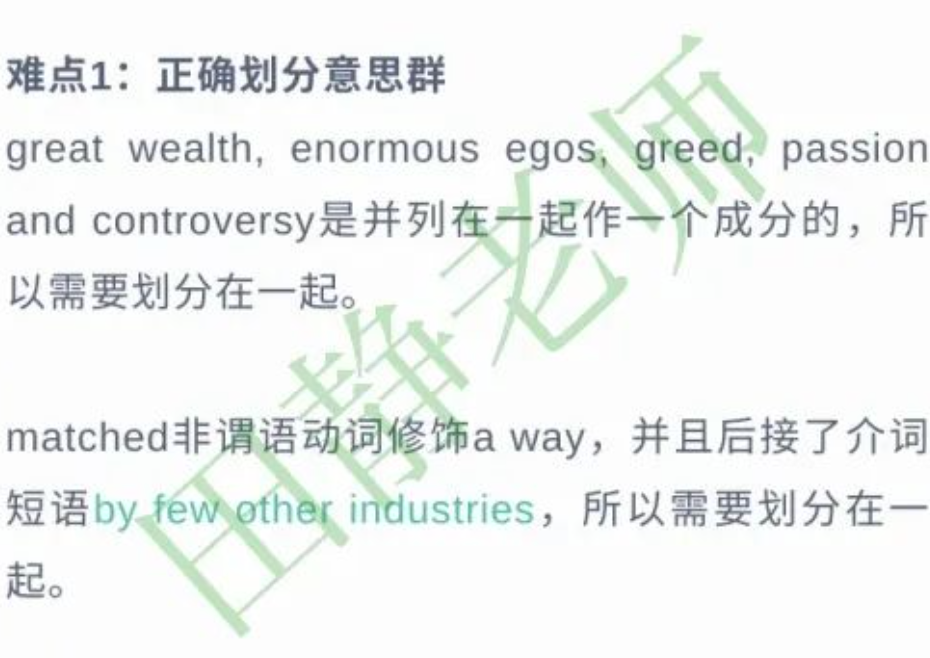 难点1：正确划分意思群
great wealth, enormous egos, greed, passion
and controversy是并列在一起作一个成分的，所
以需要划分在一起。
matched非谓语动词修饰a way，并且后接了介词
短语by few other industries，所以需要划分在一
起。
田静老师